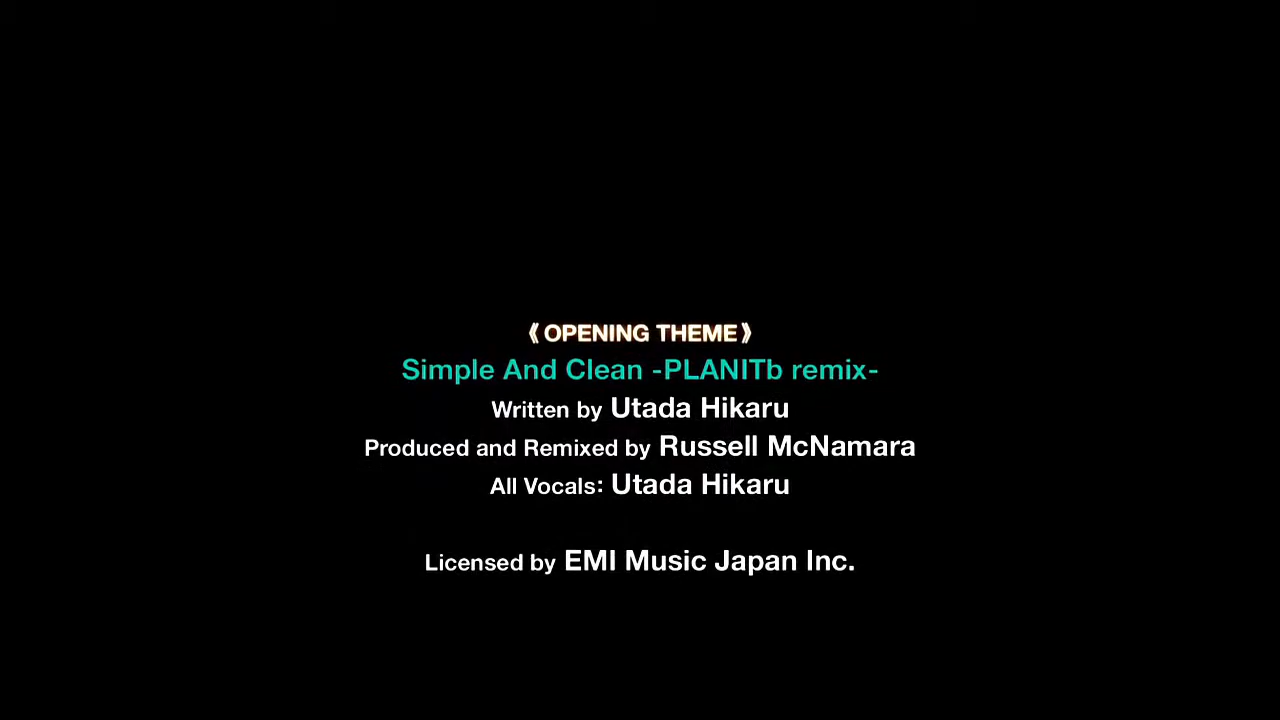 《OPENING THEME》
Simple And Clean -PLANITb remix-
Written by Utada Hikaru
Produced and Remixed by Russell McNamara
All Vocals: Utada Hikaru
Licensed by EMI Music Japan Inc.